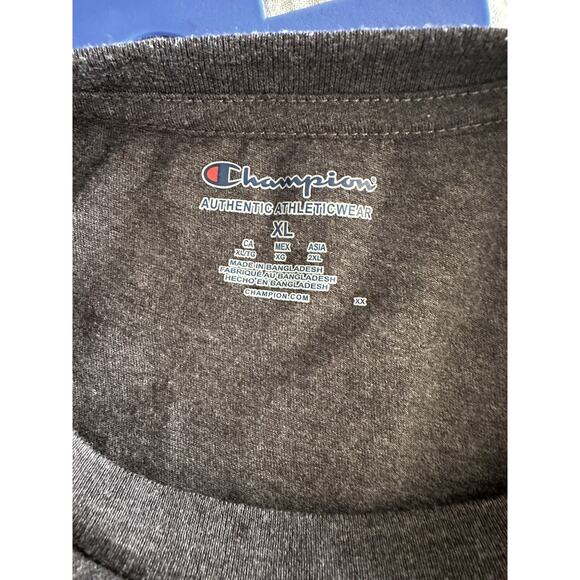 Champion
AUTHENTIC ATHLETICWEAR
XL
CA MEX ASIA
XL/TG XG 2XL
MADE IN BANGLADESH
FABRIQUÉ AU BANGLADESH
HECHO EN BANGLADESH
CHAMPION.COM
XX